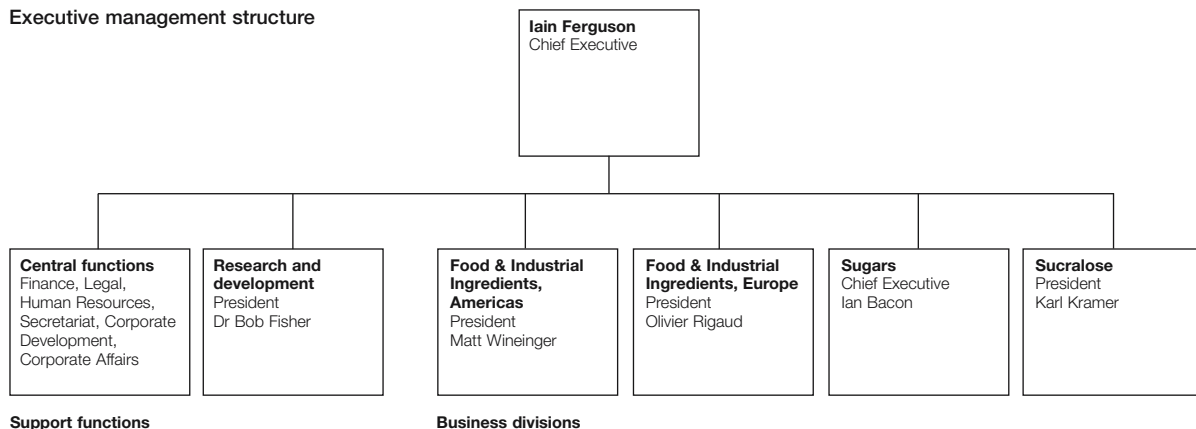 Executive management structure
Iain Ferguson
Chief Executive
Central functions
Finance, Legal,
Human Resources,
Secretariat, Corporate
Development,
Corporate Affairs
Research and
development
President
Dr Bob Fisher
Food & Industrial
Ingredients,
Americas
President
Matt Wineinger
Food & Industrial
Ingredients, Europe
President
Olivier Rigaud
Sugars
Chief Executive
Ian Bacon
Sucralose
President
Karl Kramer
Support functions
Business divisions